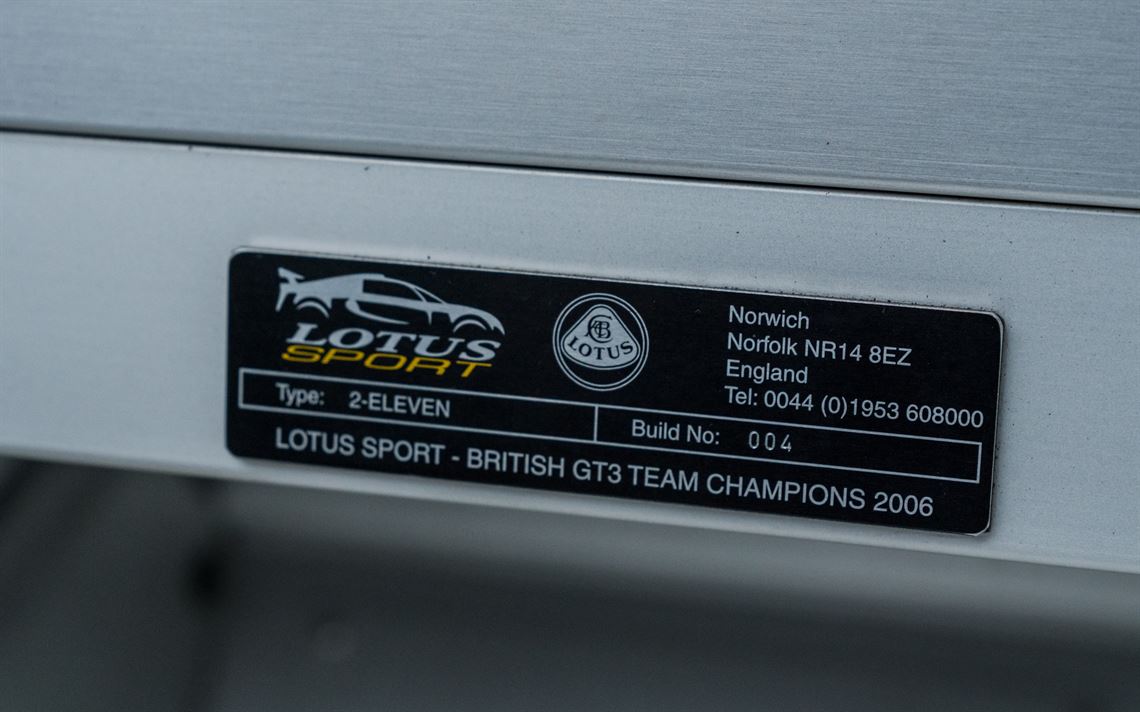 LOTUS
SPORT
ACBC
LOTUS
Norwich
Norfolk NR14 8EZ
England
Tel: 0044 (0)1953 608000
Type: 2-ELEVEN
Build No: 004
LOTUS SPORT - BRITISH GT3 TEAM CHAMPIONS 2006